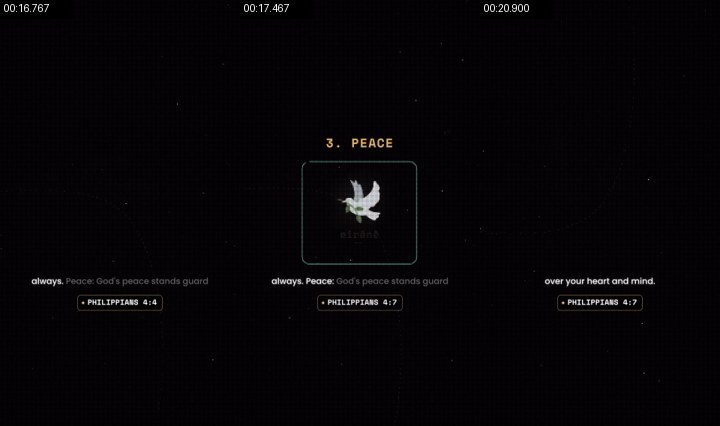 00:16.767
00:17.467
00:20.900
3. PEACE
eirēnē
always. Peace: God's peace stands guard
always. Peace: God's peace stands guard
over your heart and mind.
• PHILIPPIANS 4:4
• PHILIPPIANS 4:7
• PHILIPPIANS 4:7